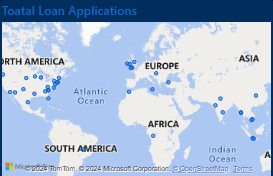 Toatal Loan Applications
NORTH AMERICA
EUROPE
ASIA
Atlantic
Ocean
AFRICA
Indian
Ocean
SOUTH AMERICA
© 2024 TomTom, © 2024 Microsoft Corporation, © OpenStreetMap Terms